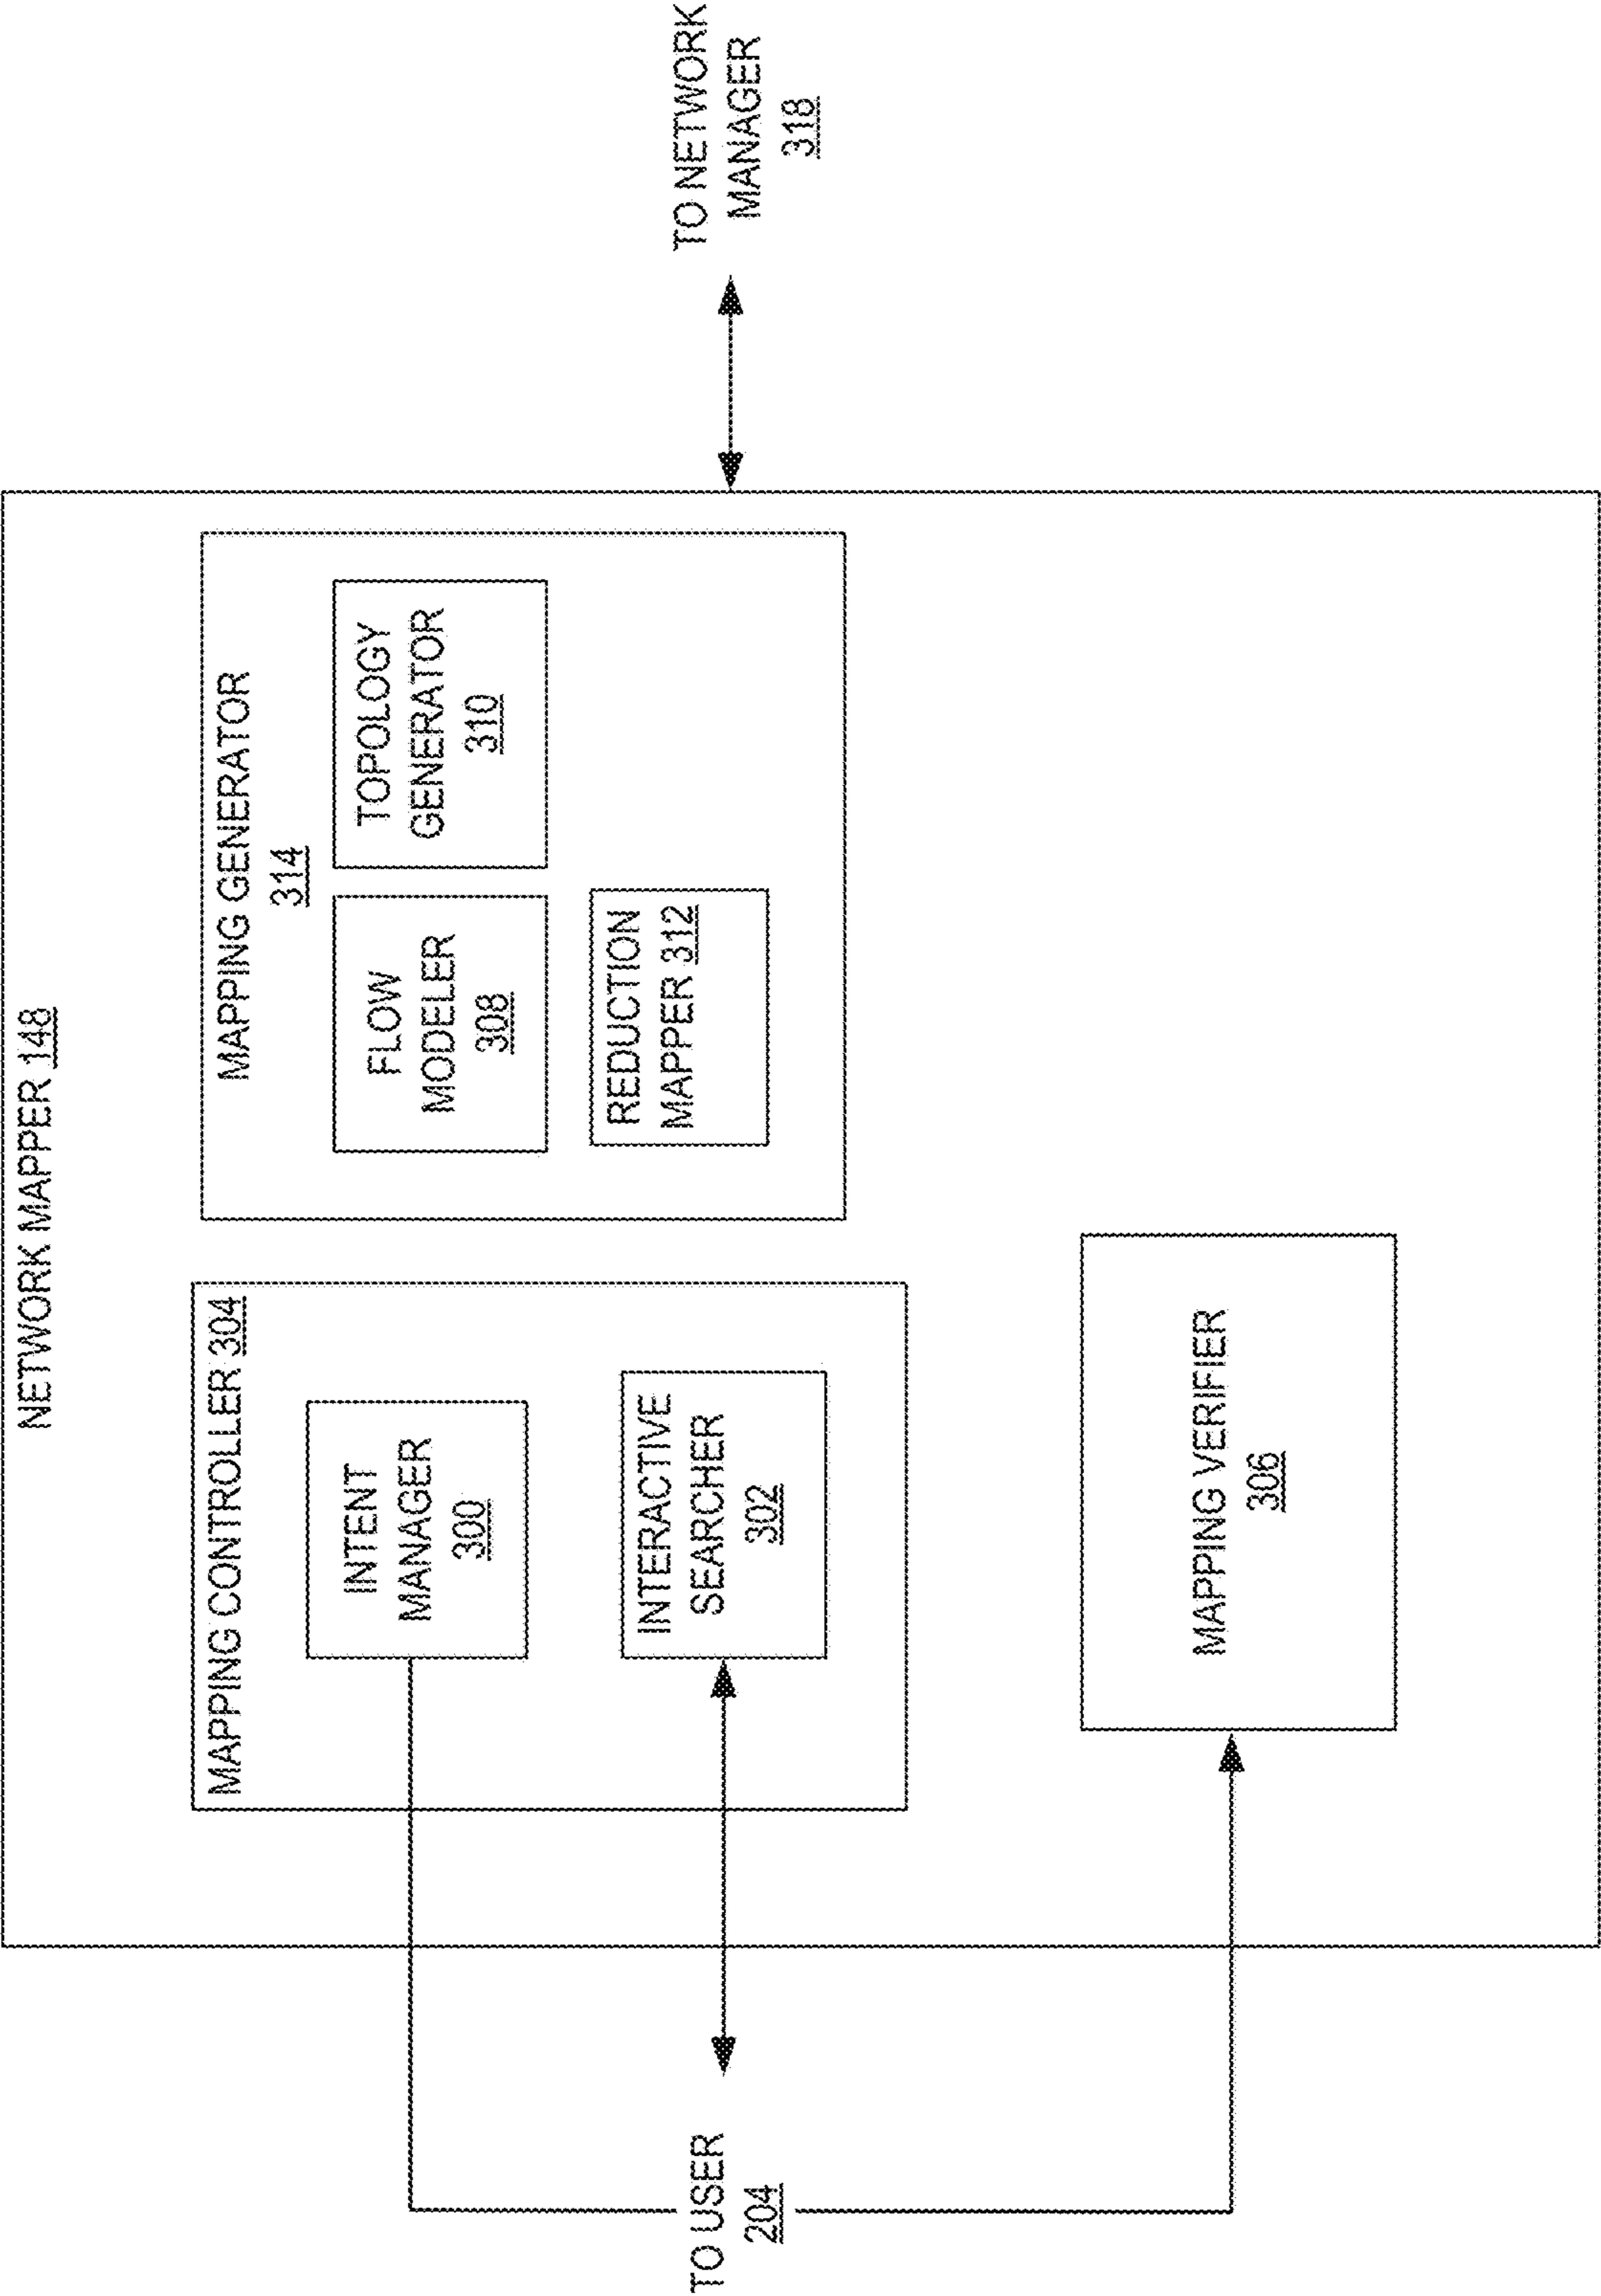 NETWORK MAPPER 148
MAPPING CONTROLLER 304
INTENT
MANAGER
300
INTERACTIVE
SEARCHER
302
MAPPING GENERATOR
314
FLOW
MODELER
308
TOPOLOGY
GENERATOR
310
REDUCTION
MAPPER 312
MAPPING VERIFIER
306
TO USER
204
TO NETWORK
MANAGER
318